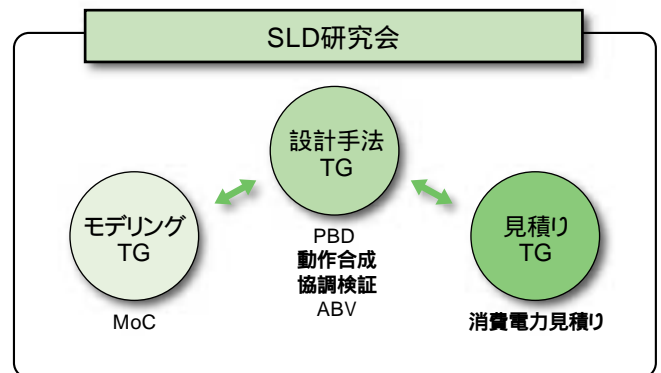 SLD研究会
設計手法
TG
モデリング
TG
見積り
TG
PBD
動作合成
協調検証
ABV
MoC
消費電力見積り